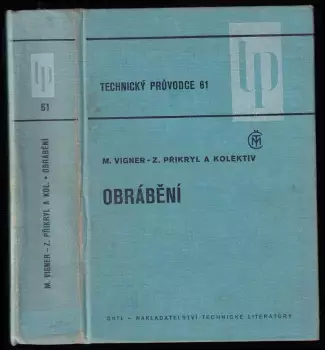 tp
61
M. VIGNER - Z. PŘIKRYL A KOL. • OBRÁBĚNÍ
tp
TECHNICKÝ PRŮVODCE 61
M. VIGNER - Z. PŘIKRYL A KOLEKTIV
OBRÁBĚNÍ
SNTL - NAKLADATELSTVÍ TECHNICKÉ LITERATURY